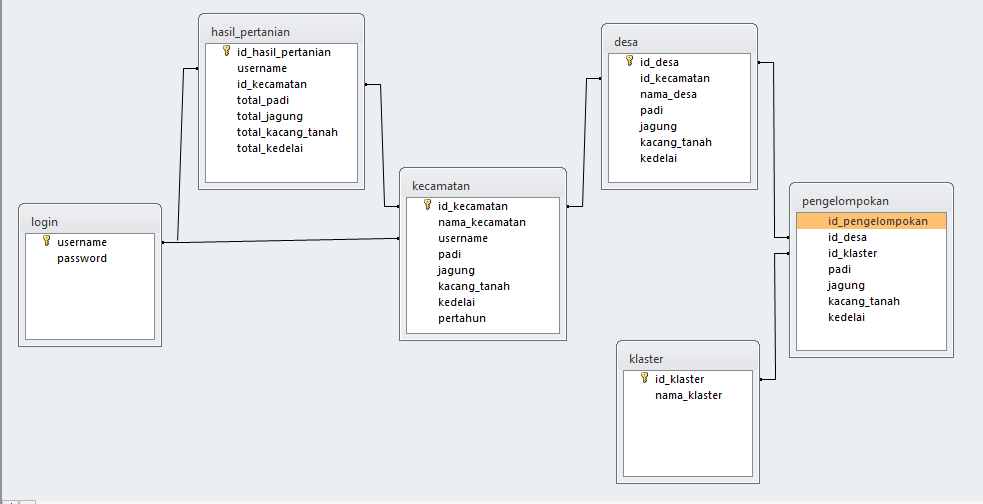 hasil_pertanian
id_hasil_pertanian
username
id_kecamatan
total_padi
total_jagung
total_kacang_tanah
total_kedelai
desa
id_desa
id_kecamatan
nama_desa
padi
jagung
kacang_tanah
kedelai
login
username
password
kecamatan
id_kecamatan
nama_kecamatan
username
padi
jagung
kacang_tanah
kedelai
pertahun
pengelompokan
id_pengelompokan
id_desa
id_klaster
padi
jagung
kacang_tanah
kedelai
klaster
id_klaster
nama_klaster